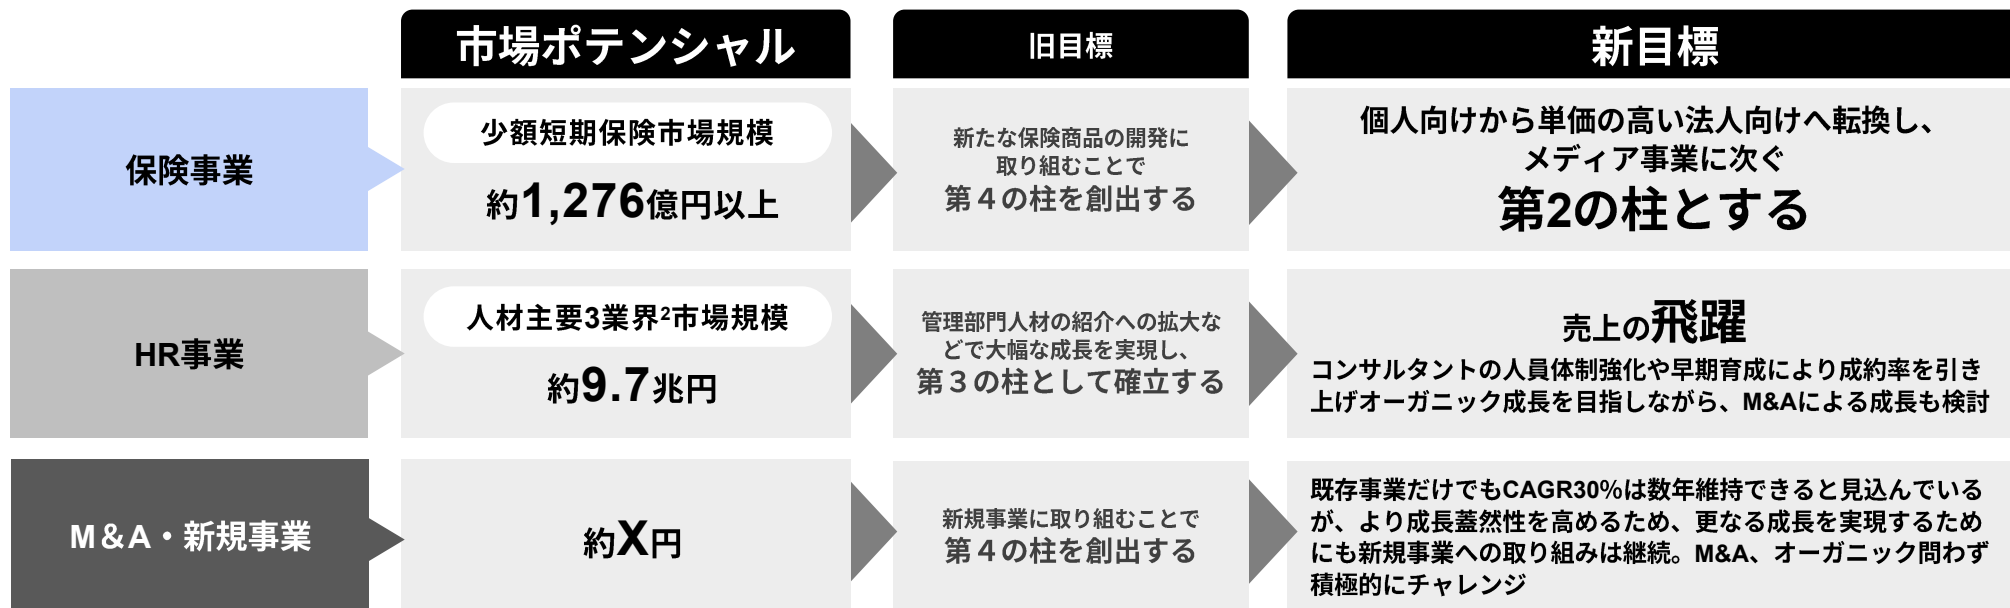 市場ポテンシャル
旧目標
新目標
保険事業
少額短期保険市場規模
約1,276億円以上
新たな保険商品の開発に
取り組むことで
第４の柱を創出する
個人向けから単価の高い法人向けへ転換し、
メディア事業に次ぐ
第2の柱とする
HR事業
人材主要3業界²市場規模
約9.7兆円
管理部門人材の紹介への拡大な
どで大幅な成長を実現し、
第３の柱として確立する
売上の飛躍
コンサルタントの人員体制強化や早期育成により成約率を引き
上げオーガニック成長を目指しながら、M&Aによる成長も検討
M＆A・新規事業
約X円
新規事業に取り組むことで
第４の柱を創出する
既存事業だけでもCAGR30%は数年維持できると見込んでいる
が、より成長蓋然性を高めるため、更なる成長を実現するため
にも新規事業への取り組みは継続。M&A、オーガニック問わず
積極的にチャレンジ